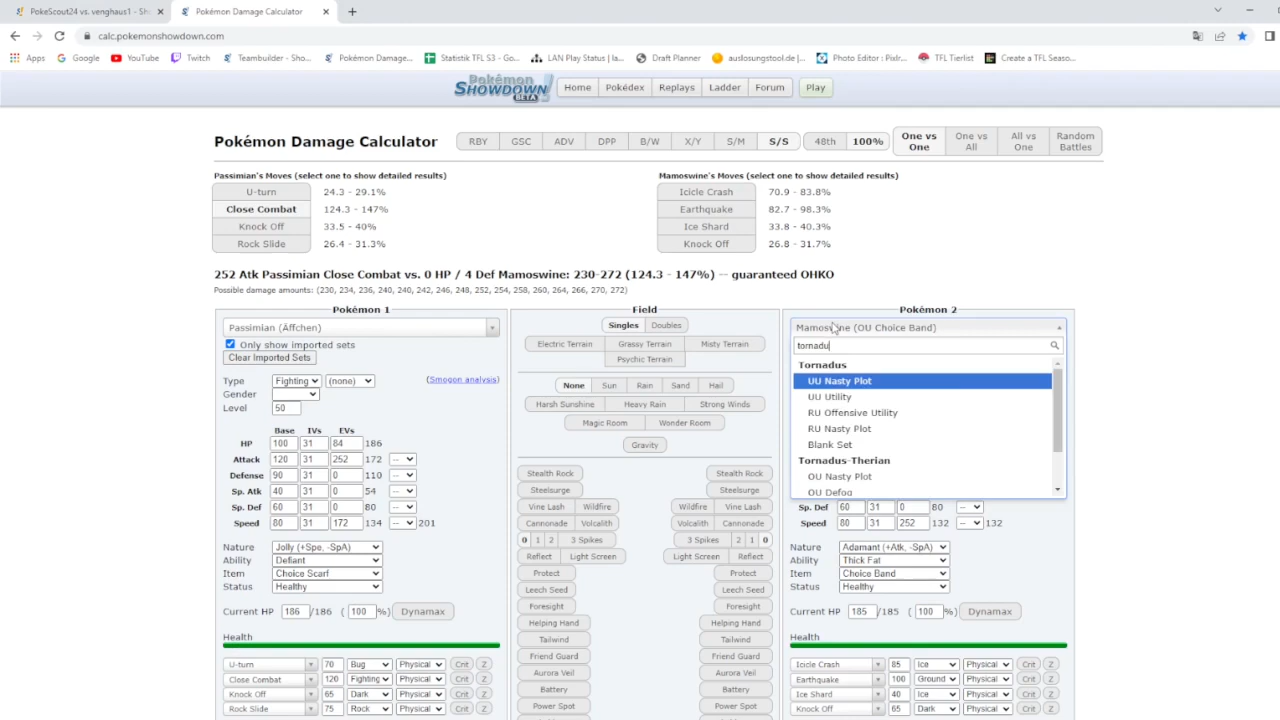 PokeScout24 vs. venghaus1 - Sho
Pokémon Damage Calculator
calc.pokemonshowdown.com
Apps Google YouTube Twitch Teambuilder - Sho... Pokémon Damage... Statistik TFL S3 - Go... LAN Play Status | la... Draft Planner auslosungstool.de |... Photo Editor : Pixlr... TFL Tierlist Create a TFL Seaso...
Pokémon SHOWDOWN! BETA
Home Pokédex Replays Ladder Forum Play
Pokémon Damage Calculator
RBY GSC ADV DPP B/W X/Y S/M S/S 48th 100% One vs One One vs All All vs One Random Battles
Passimian's Moves (select one to show detailed results)
U-turn 24.3 - 29.1%
Close Combat 124.3 - 147%
Knock Off 33.5 - 40%
Rock Slide 26.4 - 31.3%
Mamoswine's Moves (select one to show detailed results)
Icicle Crash 70.9 - 83.8%
Earthquake 82.7 - 98.3%
Ice Shard 33.8 - 40.3%
Knock Off 26.8 - 31.7%
252 Atk Passimian Close Combat vs. 0 HP / 4 Def Mamoswine: 230-272 (124.3 - 147%) -- guaranteed OHKO
Possible damage amounts: (230, 234, 236, 240, 240, 242, 246, 248, 252, 254, 258, 260, 264, 266, 270, 272)
Pokémon 1
Passimian (Äffchen)
Only show imported sets
Clear Imported Sets
Type Fighting (none) (Smogon analysis)
Gender
Level 50
Base IVs EVs
HP 100 31 84 186
Attack 120 31 252 172 --
Defense 90 31 0 110 --
Sp. Atk 40 31 0 54 --
Sp. Def 60 31 0 80 --
Speed 80 31 172 134 -- 201
Nature Jolly (+Spe, -SpA)
Ability Defiant
Item Choice Scarf
Status Healthy
Current HP 186 /186 ( 100 %) Dynamax
Health
U-turn 70 Bug Physical Crit Z
Close Combat 120 Fighting Physical Crit Z
Knock Off 65 Dark Physical Crit Z
Rock Slide 75 Rock Physical Crit Z
Field
Singles Doubles
Electric Terrain Grassy Terrain Misty Terrain
Psychic Terrain
None Sun Rain Sand Hail
Harsh Sunshine Heavy Rain Strong Winds
Magic Room Wonder Room
Gravity
Stealth Rock Stealth Rock
Steelsurge Steelsurge
Vine Lash Wildfire Wildfire Vine Lash
Cannonade Volcalith Volcalith Cannonade
0 1 2 3 Spikes 3 Spikes 2 1 0
Reflect Light Screen Light Screen Reflect
Protect Protect
Leech Seed Leech Seed
Foresight Foresight
Helping Hand Helping Hand
Tailwind Tailwind
Friend Guard Friend Guard
Aurora Veil Aurora Veil
Battery Battery
Power Spot Power Spot
Pokémon 2
Mamoswine (OU Choice Band)
tornadu
Tornadus
UU Nasty Plot
UU Utility
RU Offensive Utility
RU Nasty Plot
Blank Set
Tornadus-Therian
OU Nasty Plot
OU Defog
Sp. Def 60 31 0 80 --
Speed 80 31 252 132 -- 132
Nature Adamant (+Atk, -SpA)
Ability Thick Fat
Item Choice Band
Status Healthy
Current HP 185 /185 ( 100 %) Dynamax
Health
Icicle Crash 85 Ice Physical Crit Z
Earthquake 100 Ground Physical Crit Z
Ice Shard 40 Ice Physical Crit Z
Knock Off 65 Dark Physical Crit Z